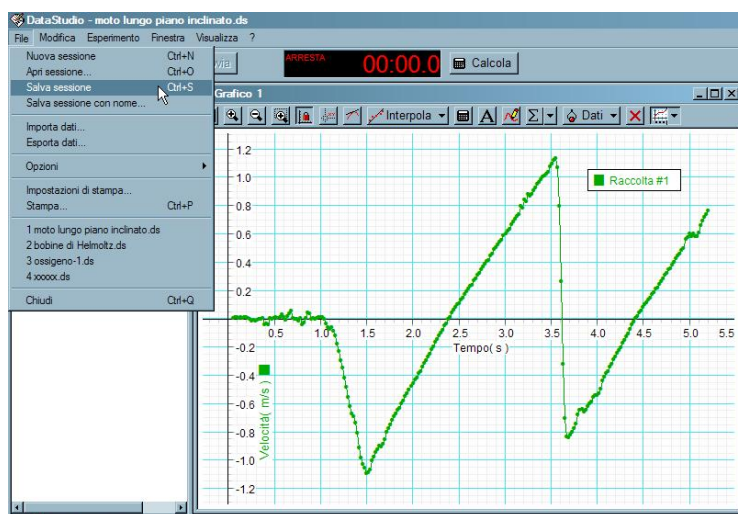 DataStudio - moto lungo piano inclinato.ds
File Modifica Esperimento Finestra Visualizza ?
Nuova sessione Ctrl+N
Apri sessione... Ctrl+O
Salva sessione Ctrl+S
Salva sessione con nome...
Importa dati...
Esporta dati...
Opzioni
Impostazioni di stampa...
Stampa... Ctrl+P
1 moto lungo piano inclinato.ds
2 bobine di Helmoltz.ds
3 ossigeno-1.ds
4 xxxxx.ds
Chiudi Ctrl+Q
ARRESTA
00:00.0
Calcola
Grafico 1
Interpola
A
Σ
Dati
Raccolta #1
1.2
1.0
0.8
0.6
0.4
0.2
-0.2
-0.4
-0.6
-0.8
-1.0
-1.2
0.5 1.0 1.5 2.0 2.5 3.0 3.5 4.0 4.5 5.0 5.5
Tempo( s )
Velocità( m/s )